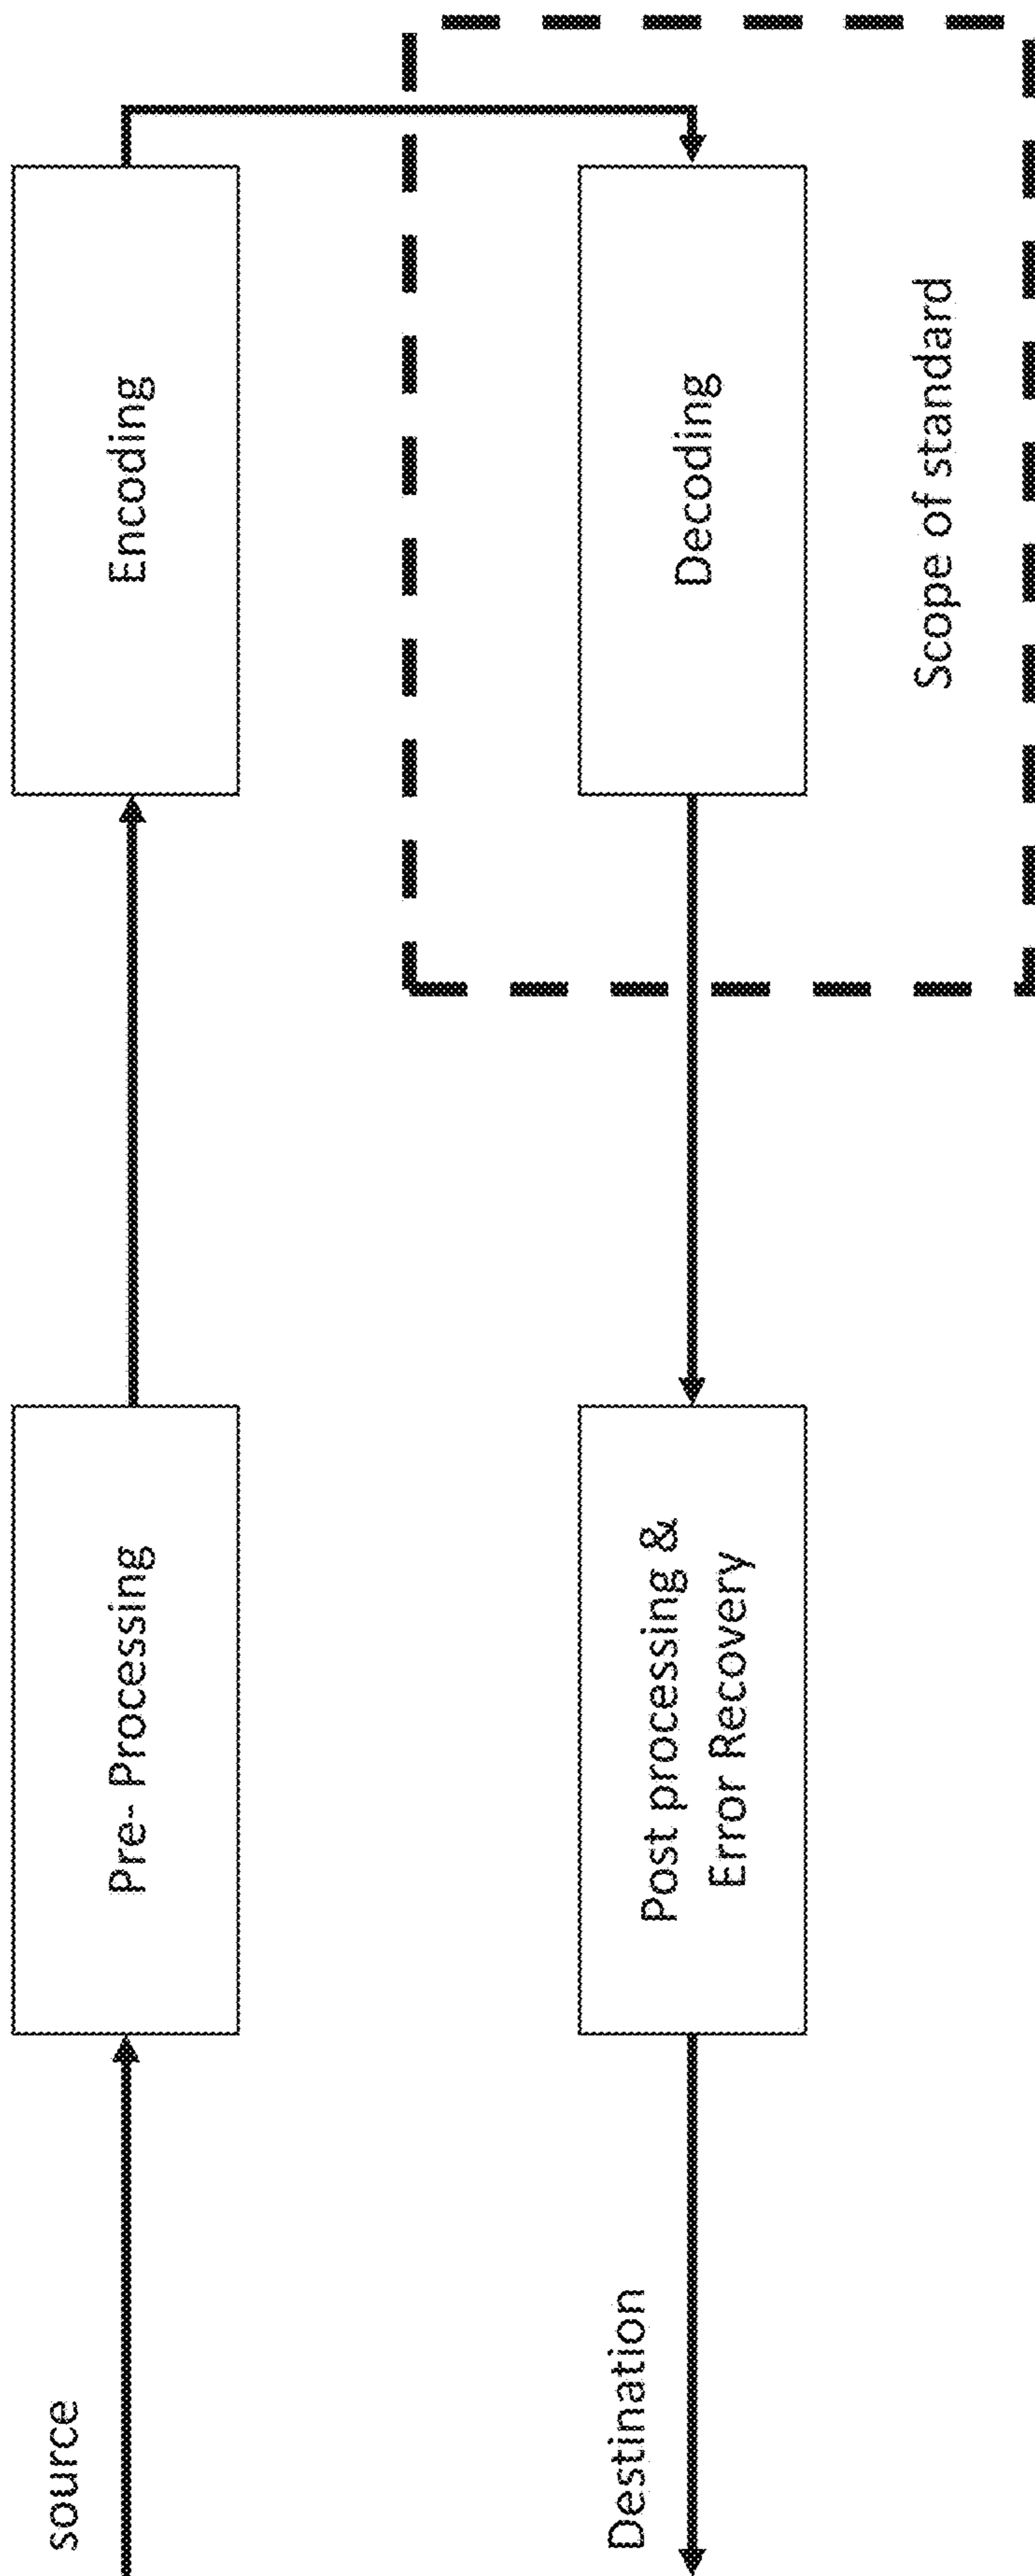 source
Pre- Processing
Encoding
Destination
Post processing &
Error Recovery
Decoding
Scope of standard